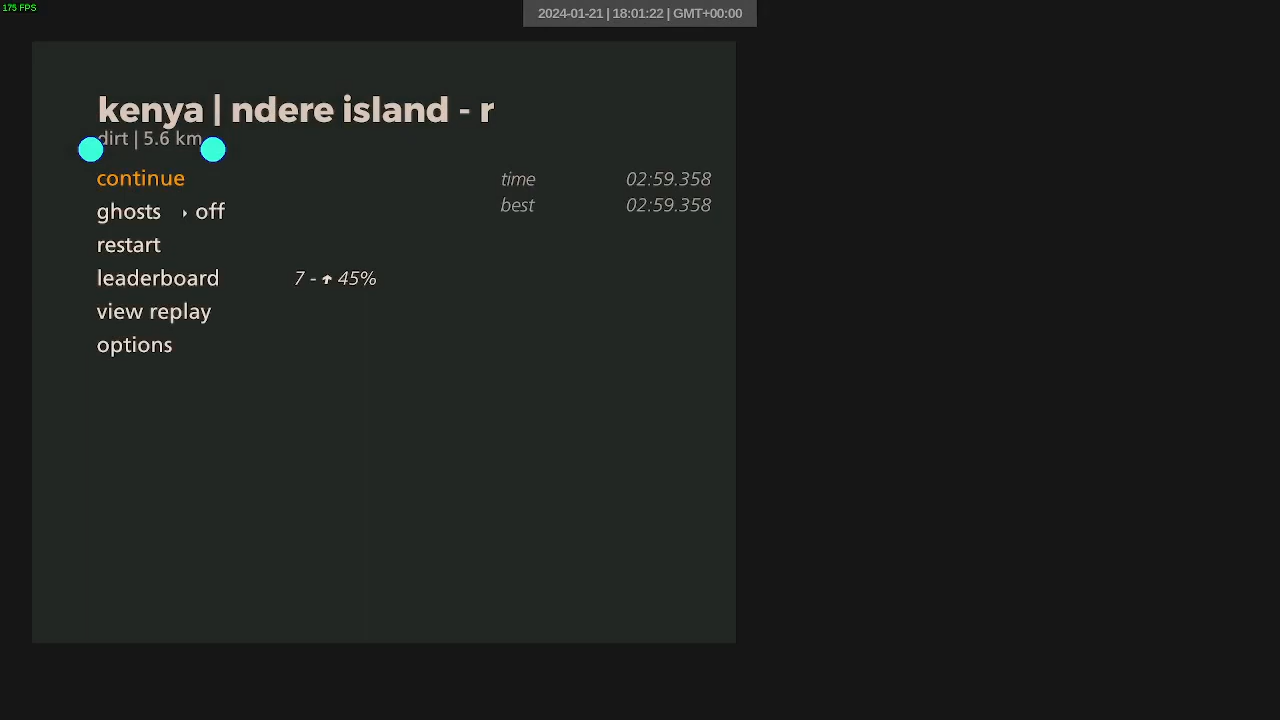 175 FPS
2024-01-21 | 18:01:22 | GMT+00:00
kenya | ndere island - r
dirt | 5.6 km
continue
time 02:59.358
best 02:59.358
ghosts off
restart
leaderboard 7 - ↑ 45%
view replay
options